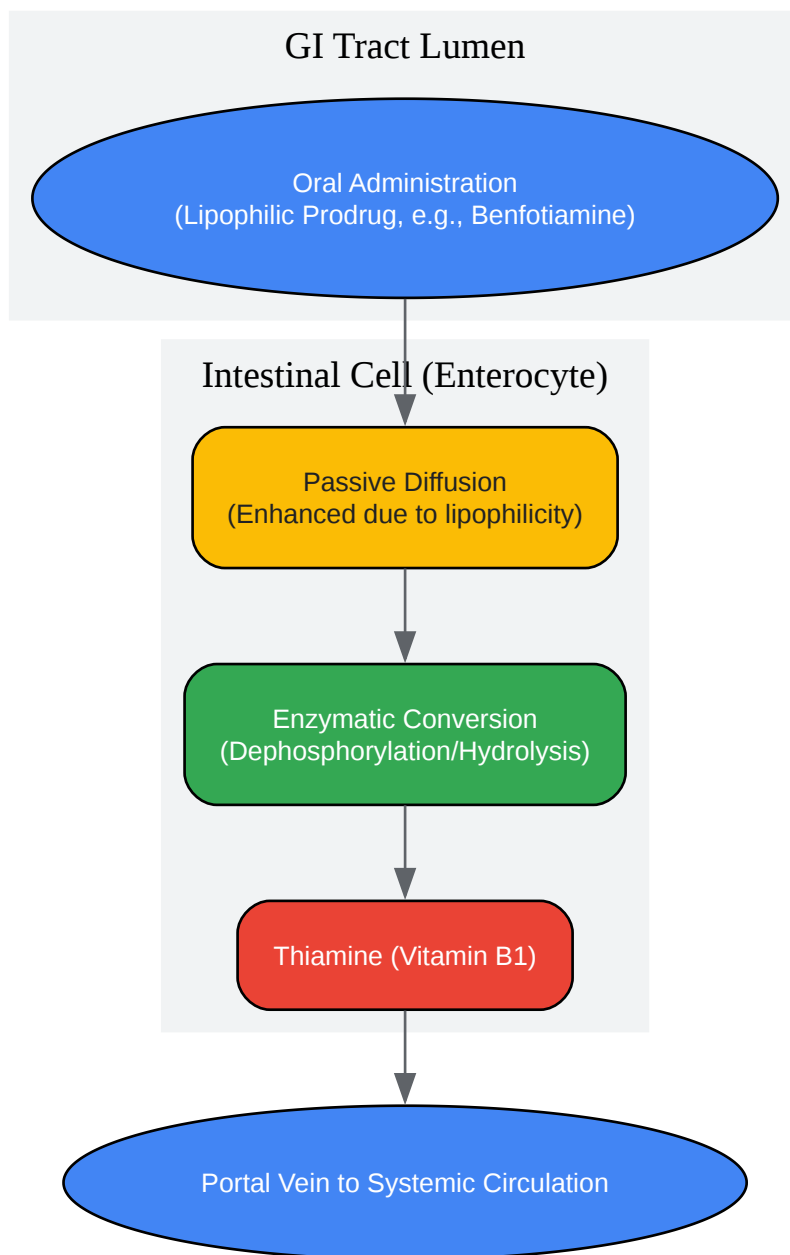 GI Tract Lumen
Oral Administration
(Lipophilic Prodrug, e.g., Benfotiamine)
Intestinal Cell (Enterocyte)
Passive Diffusion
(Enhanced due to lipophilicity)
Enzymatic Conversion
(Dephosphorylation/Hydrolysis)
Thiamine (Vitamin B1)
Portal Vein to Systemic Circulation